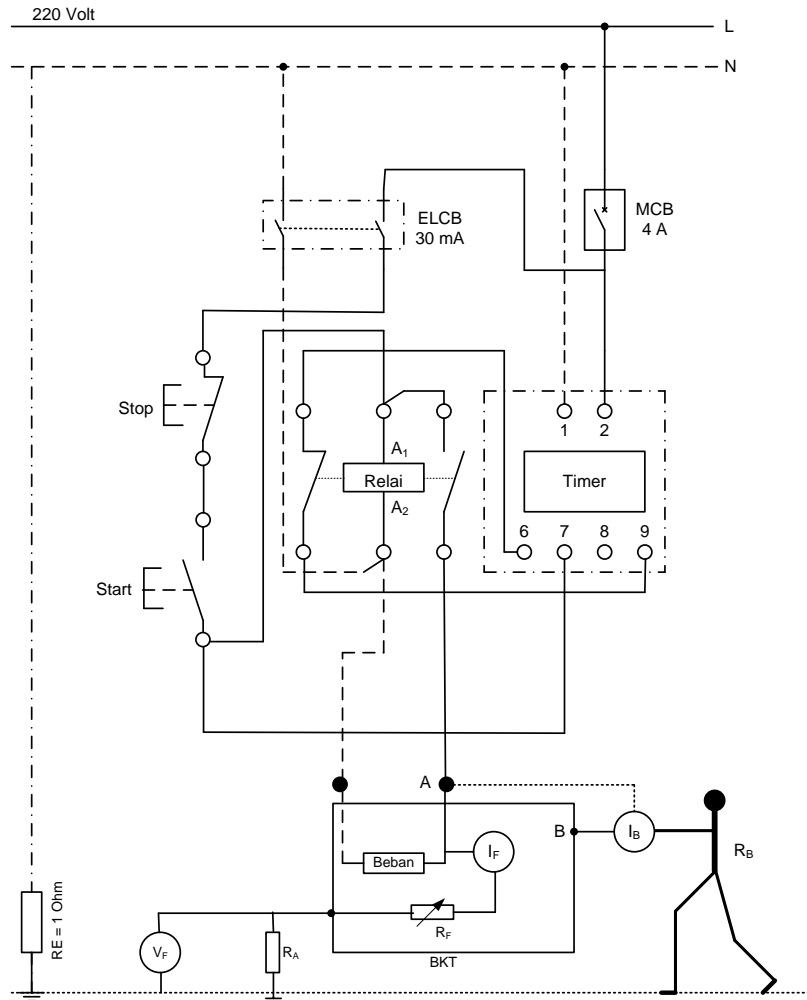 220 Volt
L
N
ELCB
30 mA
MCB
4 A
Stop
A1
Relai
A2
1 2
Timer
6 7 8 9
Start
A
B
IB
RB
Beban
IF
RF
BKT
VF
RA
RE = 1 Ohm